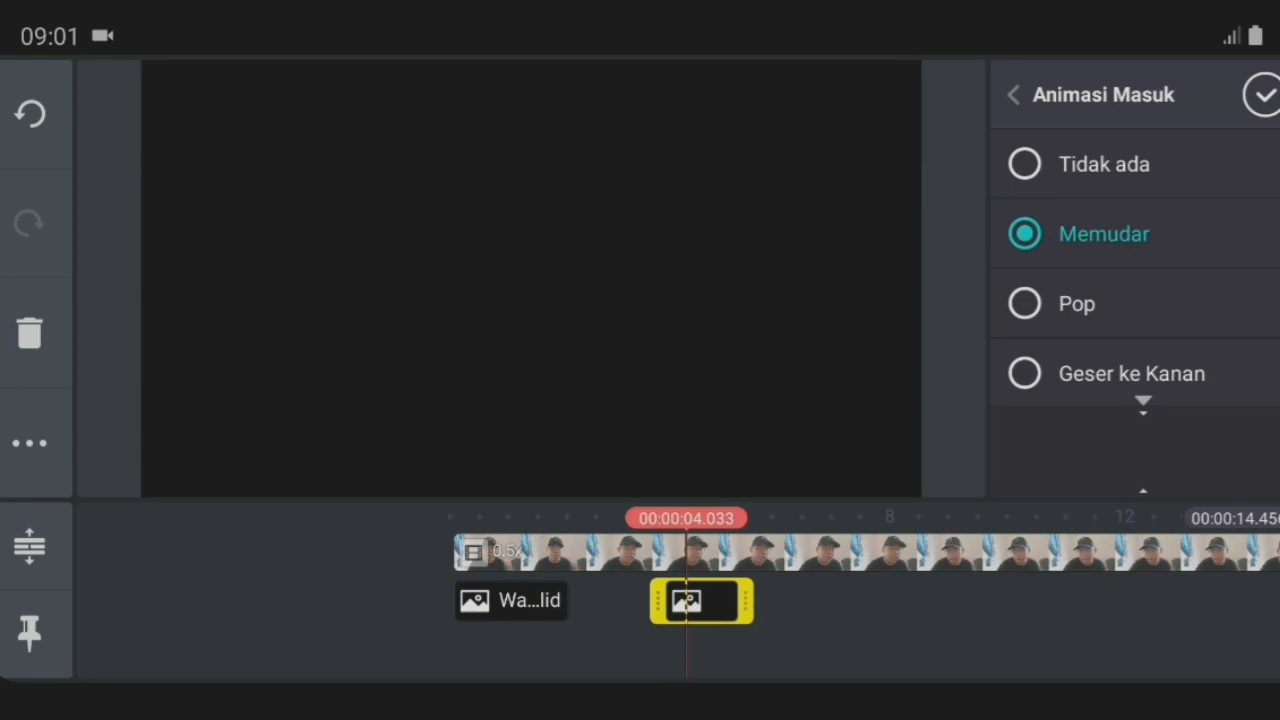 09:01
Animasi Masuk
Tidak ada
Memudar
Pop
Geser ke Kanan
00:00:04.033
8
12
00:00:14.45
0.5x
Wa...lid